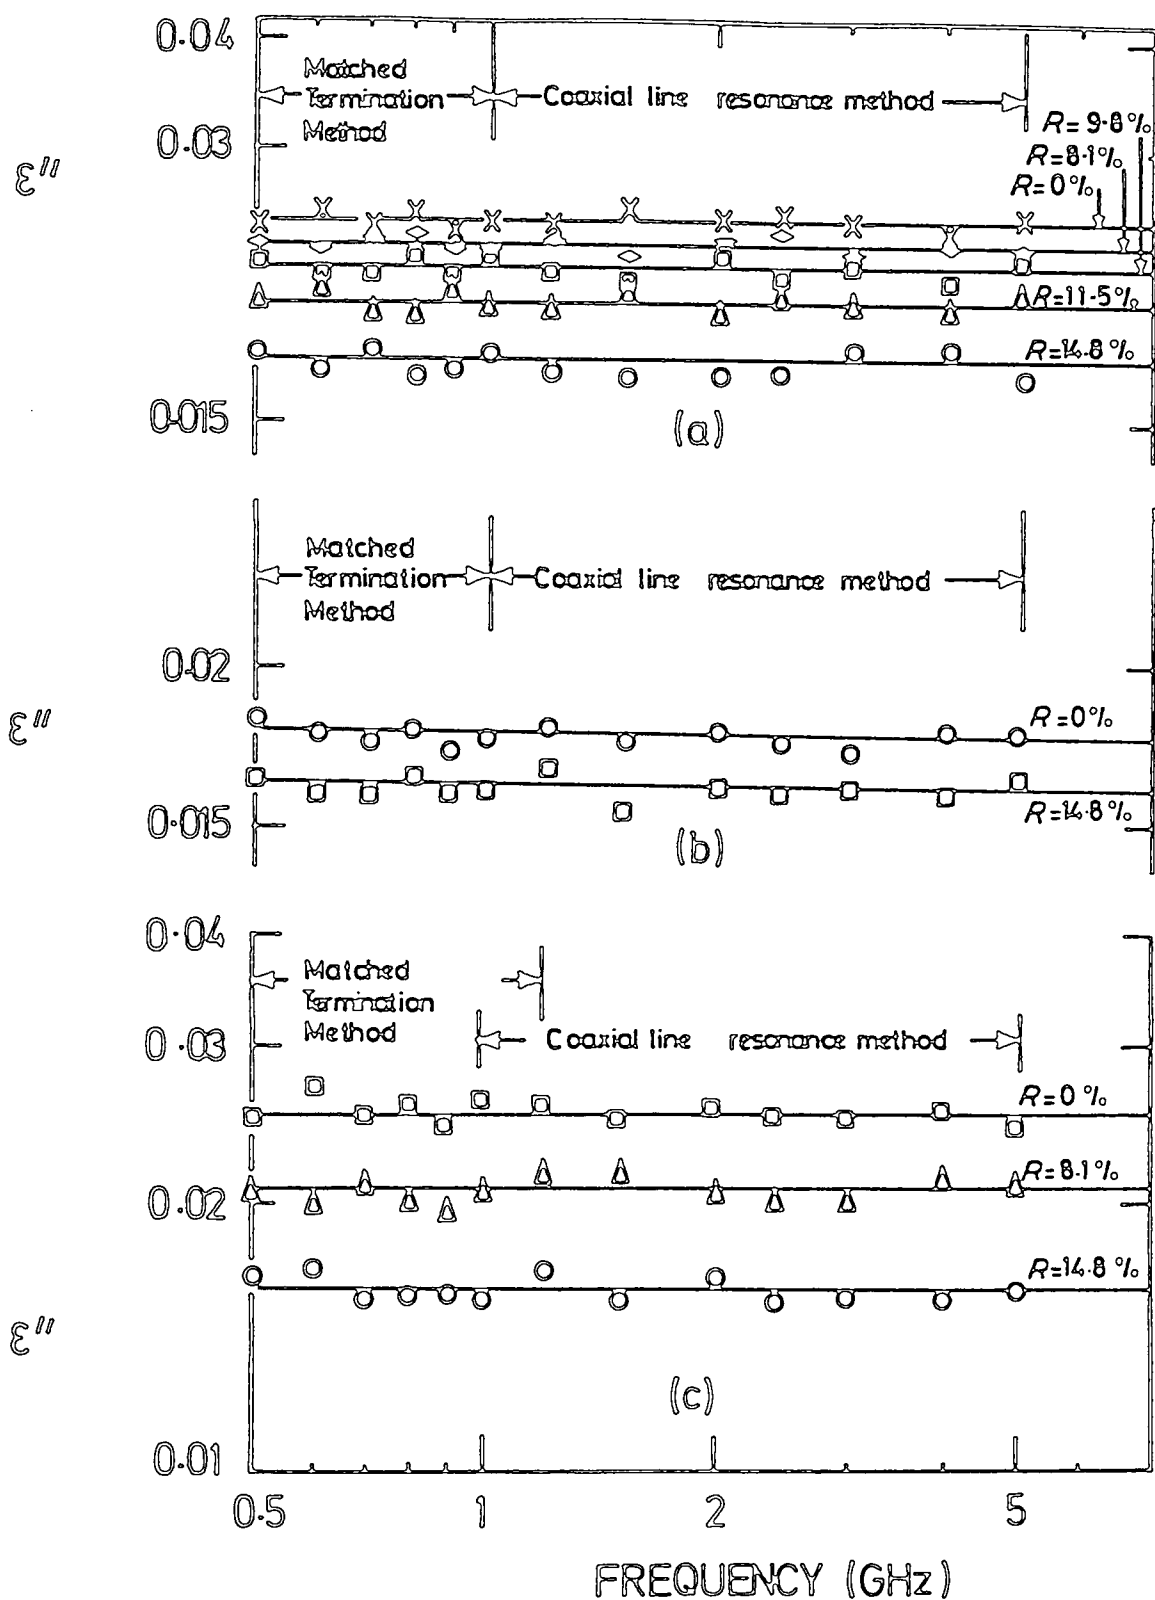 0.04
Matched
Termination
Method
Coaxial line resonance method
R=9.8%
0.03
R=8.1%
ε″
R=0%
R=11.5%
R=14.8%
0.015
(a)
Matched
Termination
Method
Coaxial line resonance method
0.02
ε″
R=0%
0.015
R=14.8%
(b)
0.04
Matched
Termination
Method
0.03
Coaxial line resonance method
R=0%
R=8.1%
0.02
R=14.8%
ε″
(c)
0.01
0.5 1 2 5
FREQUENCY (GHz)